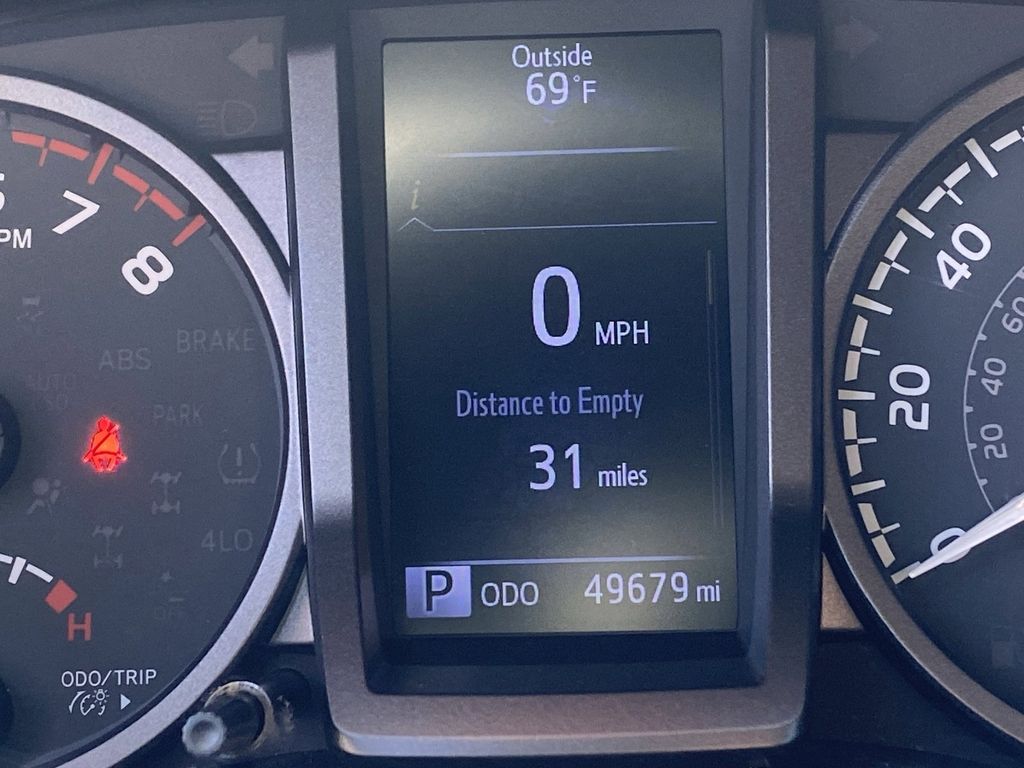 Outside
69°F
i
0 MPH
Distance to Empty
31 miles
P ODO 49679 mi
7
8
BRAKE
ABS
PARK
4LO
H
ODO/TRIP
40
20
0
60
40
20